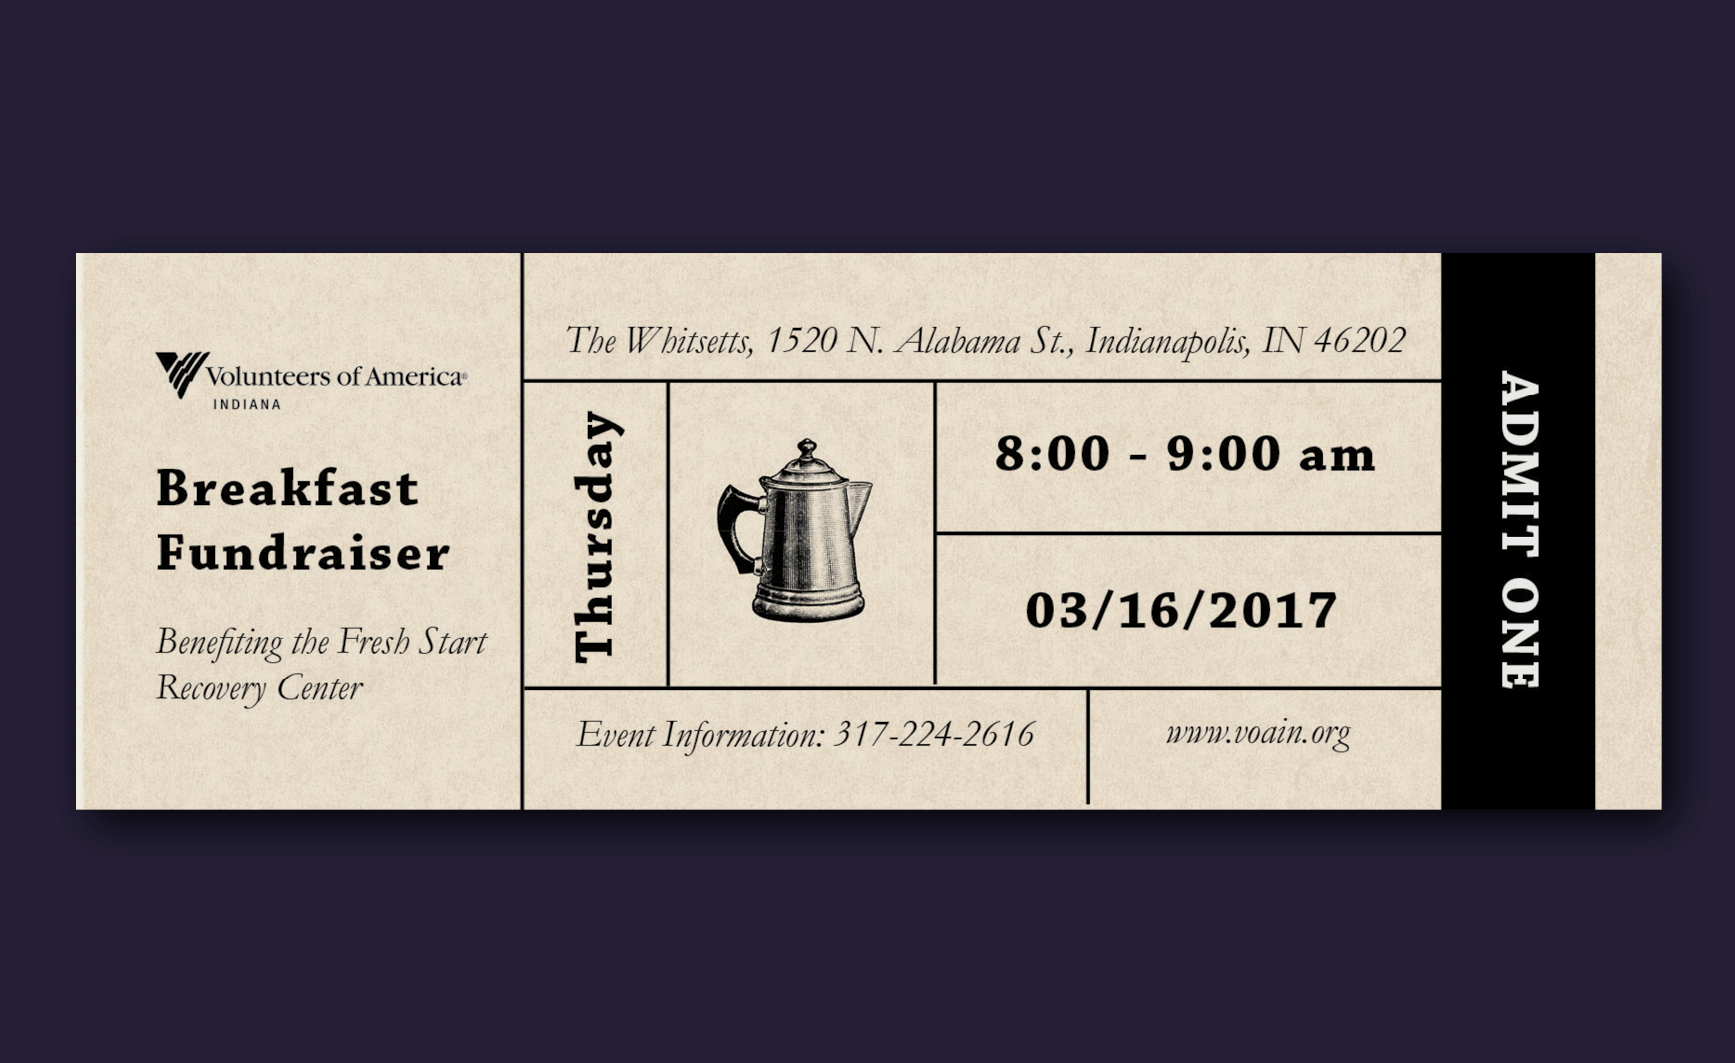 Volunteers of America®
INDIANA
Breakfast
Fundraiser
Benefiting the Fresh Start
Recovery Center
The Whitsetts, 1520 N. Alabama St., Indianapolis, IN 46202
Thursday
8:00 - 9:00 am
03/16/2017
Event Information: 317-224-2616
www.voain.org
ADMIT ONE